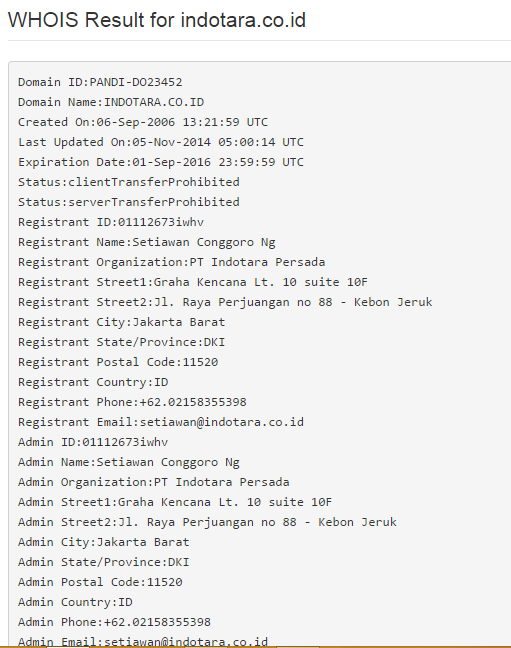 WHOIS Result for indotara.co.id
Domain ID:PANDI-DO23452
Domain Name:INDOTARA.CO.ID
Created On:06-Sep-2006 13:21:59 UTC
Last Updated On:05-Nov-2014 05:00:14 UTC
Expiration Date:01-Sep-2016 23:59:59 UTC
Status:clientTransferProhibited
Status:serverTransferProhibited
Registrant ID:01112673iwhv
Registrant Name:Setiawan Conggoro Ng
Registrant Organization:PT Indotara Persada
Registrant Street1:Graha Kencana Lt. 10 suite 10F
Registrant Street2:Jl. Raya Perjuangan no 88 - Kebon Jeruk
Registrant City:Jakarta Barat
Registrant State/Province:DKI
Registrant Postal Code:11520
Registrant Country:ID
Registrant Phone:+62.02158355398
Registrant Email:setiawan@indotara.co.id
Admin ID:01112673iwhv
Admin Name:Setiawan Conggoro Ng
Admin Organization:PT Indotara Persada
Admin Street1:Graha Kencana Lt. 10 suite 10F
Admin Street2:Jl. Raya Perjuangan no 88 - Kebon Jeruk
Admin City:Jakarta Barat
Admin State/Province:DKI
Admin Postal Code:11520
Admin Country:ID
Admin Phone:+62.02158355398
Admin Email:setiawan@indotara.co.id